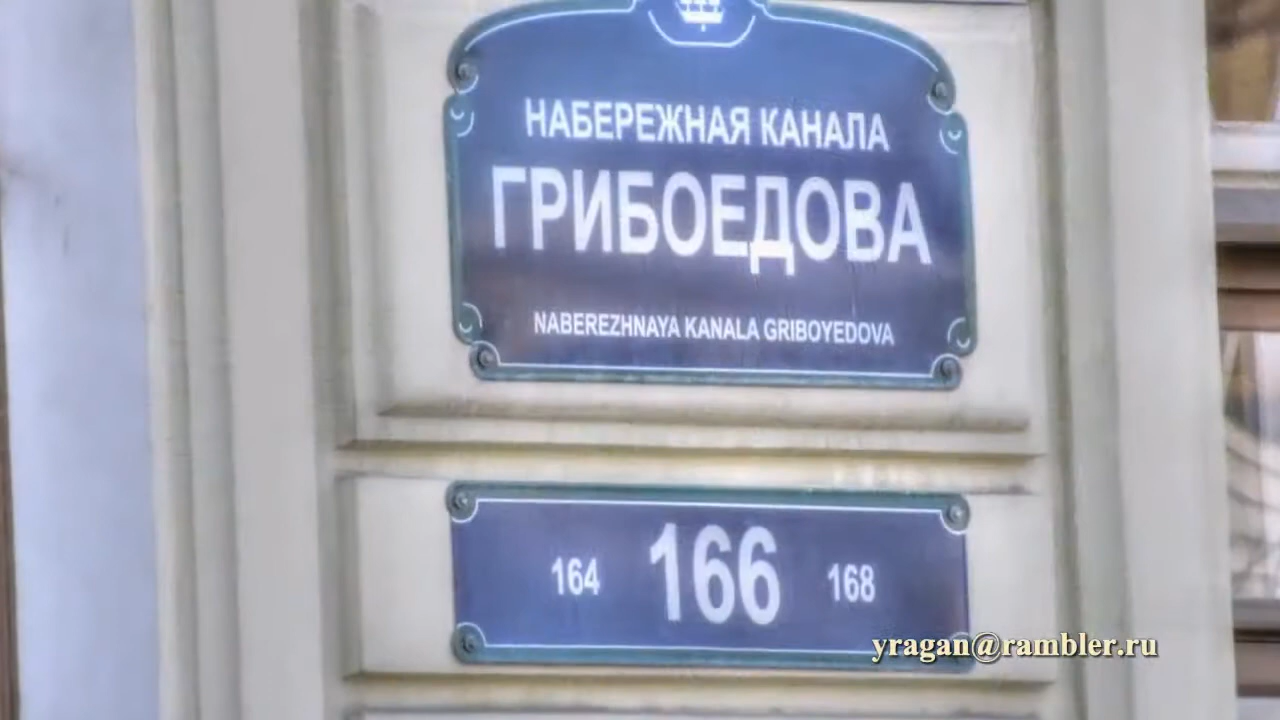 НАБЕРЕЖНАЯ КАНАЛА
ГРИБОЕДОВА
NABEREZHNAYA KANALA GRIBOYEDOVA
164 166 168
yragan@rambler.ru